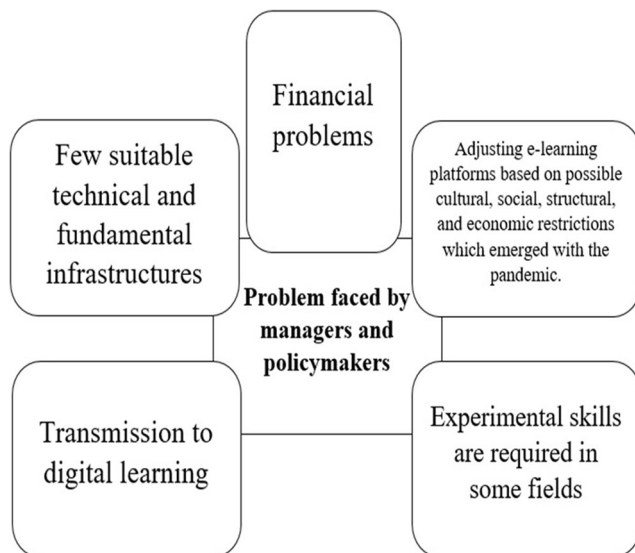 Financial
problems
Few suitable
technical and
fundamental
infrastructures
Adjusting e-learning
platforms based on possible
cultural, social, structural,
and economic restrictions
which emerged with the
pandemic.
Problem faced by
managers and
policymakers
Transmission to
digital learning
Experimental skills
are required in
some fields